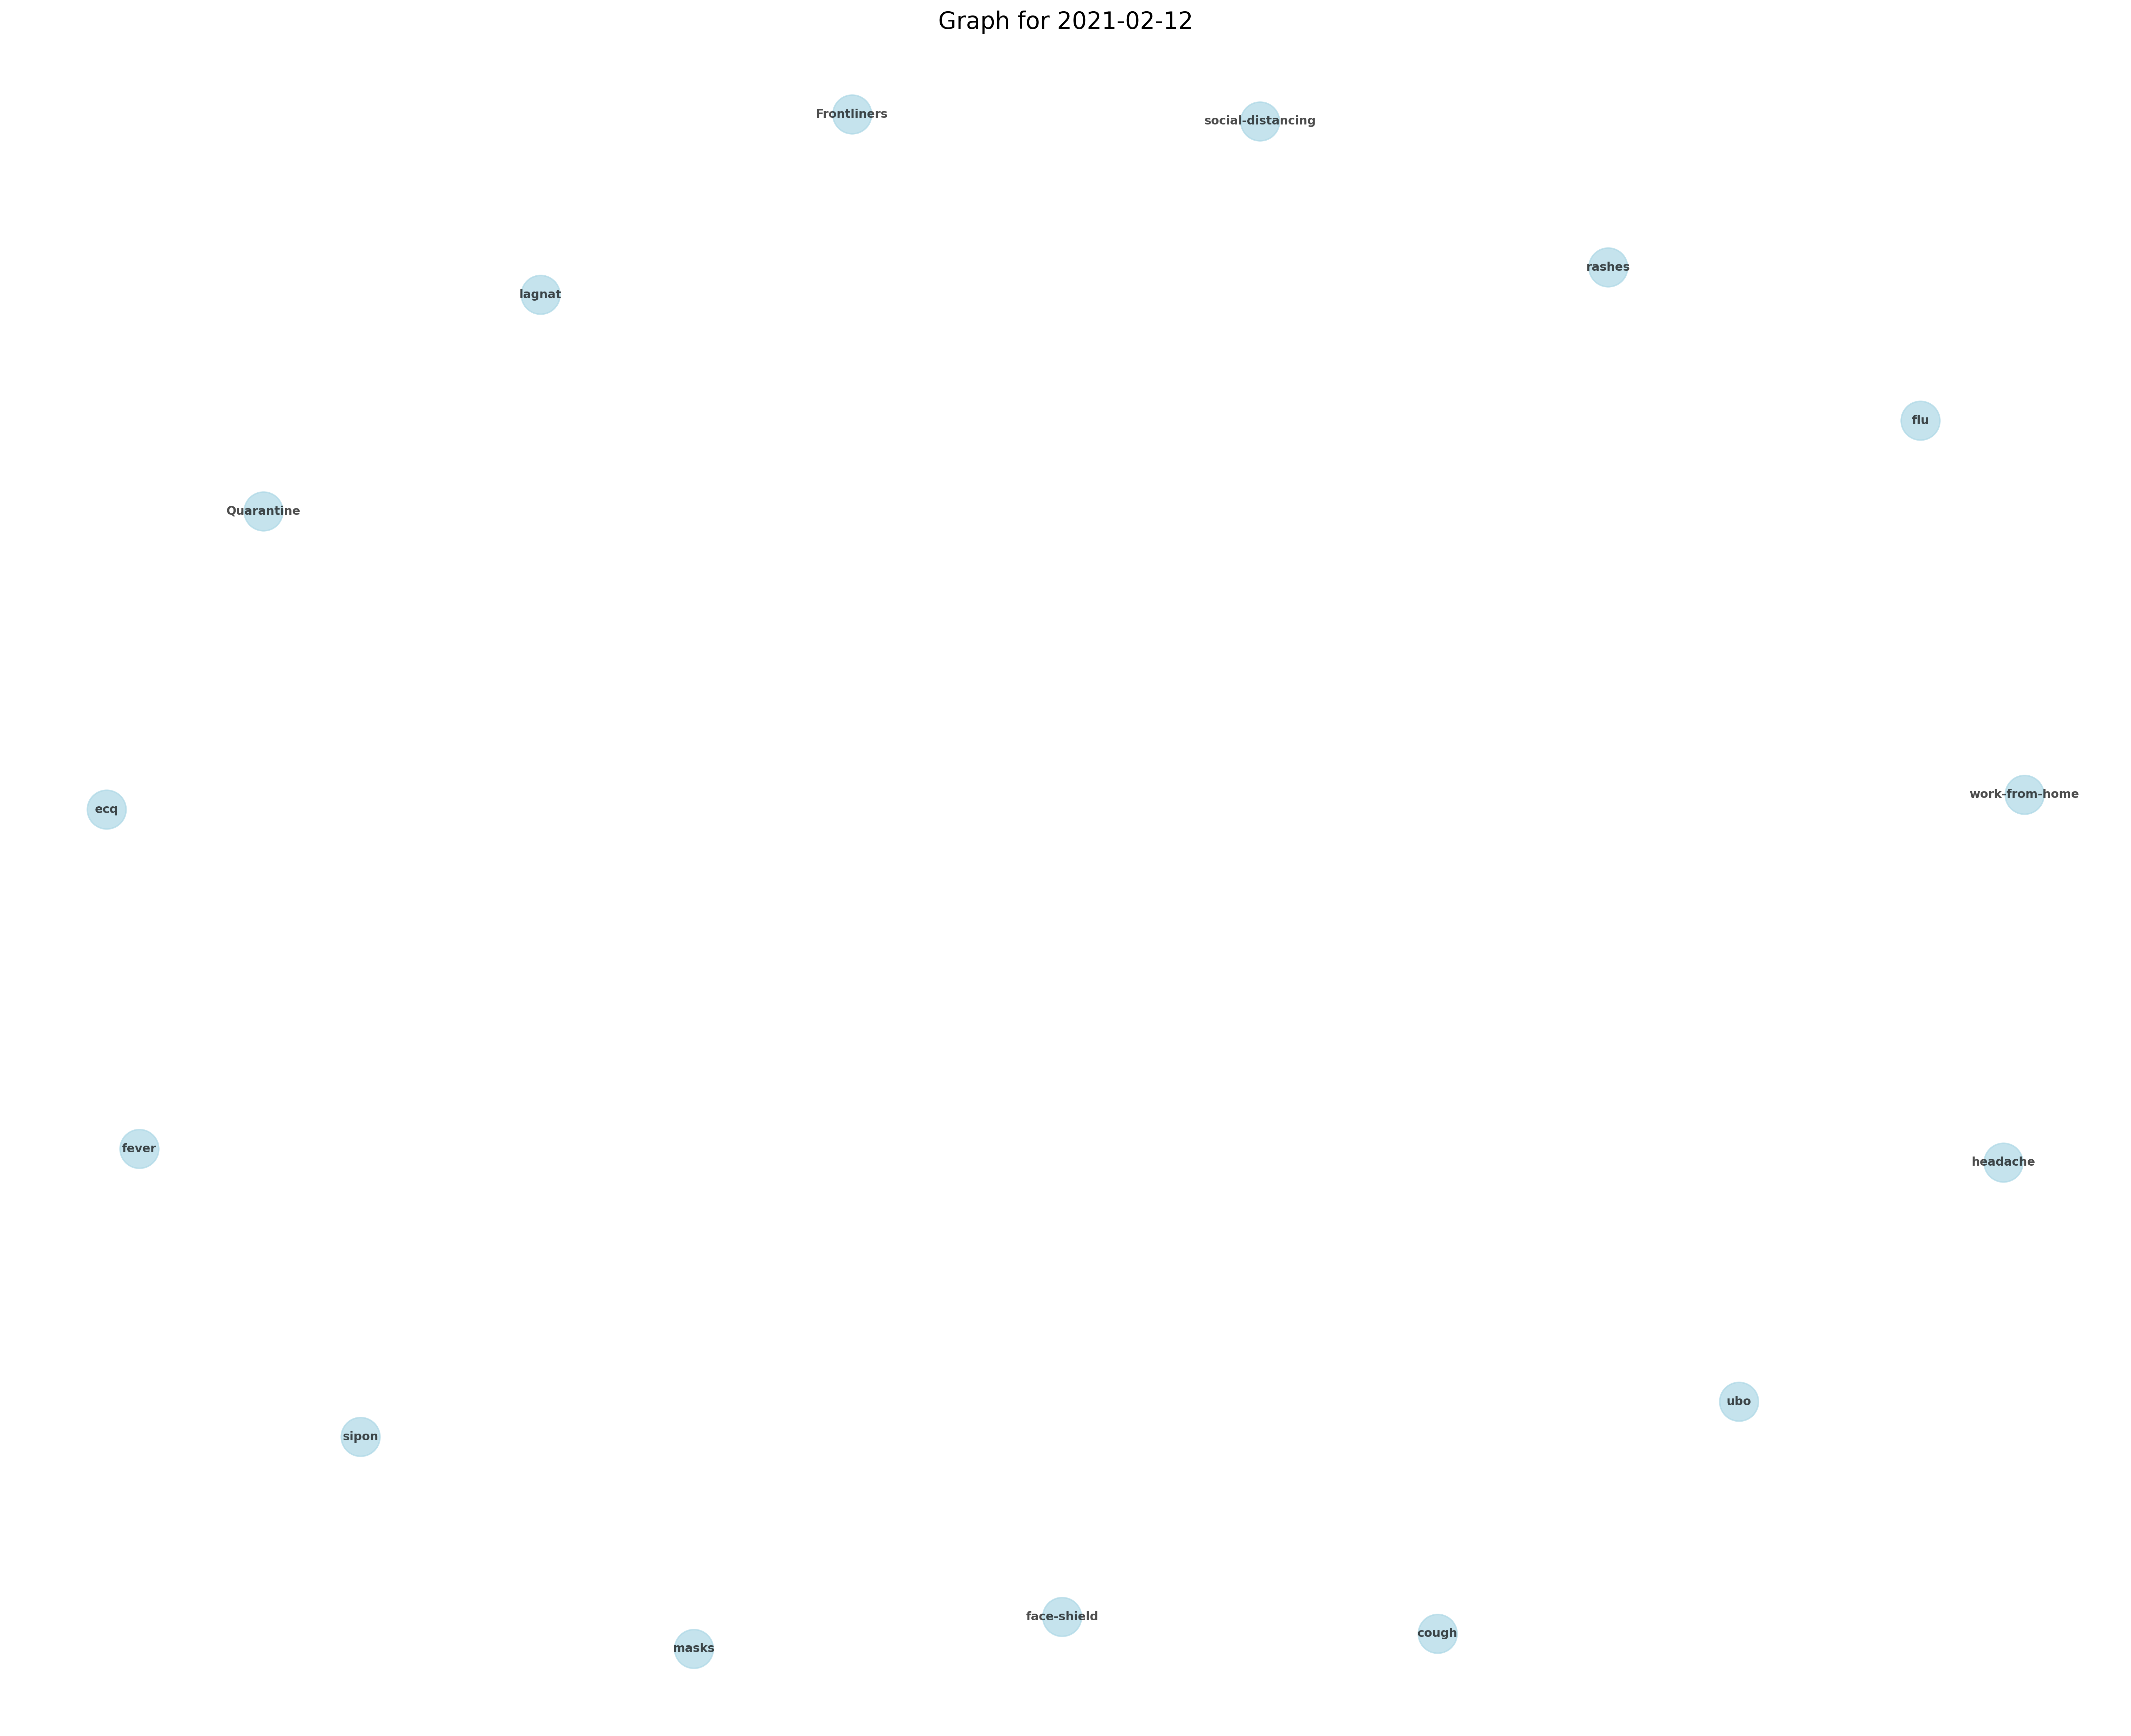 Graph for 2021-02-12
Frontliners
social-distancing
rashes
lagnat
flu
Quarantine
work-from-home
ecq
fever
headache
ubo
sipon
face-shield
cough
masks